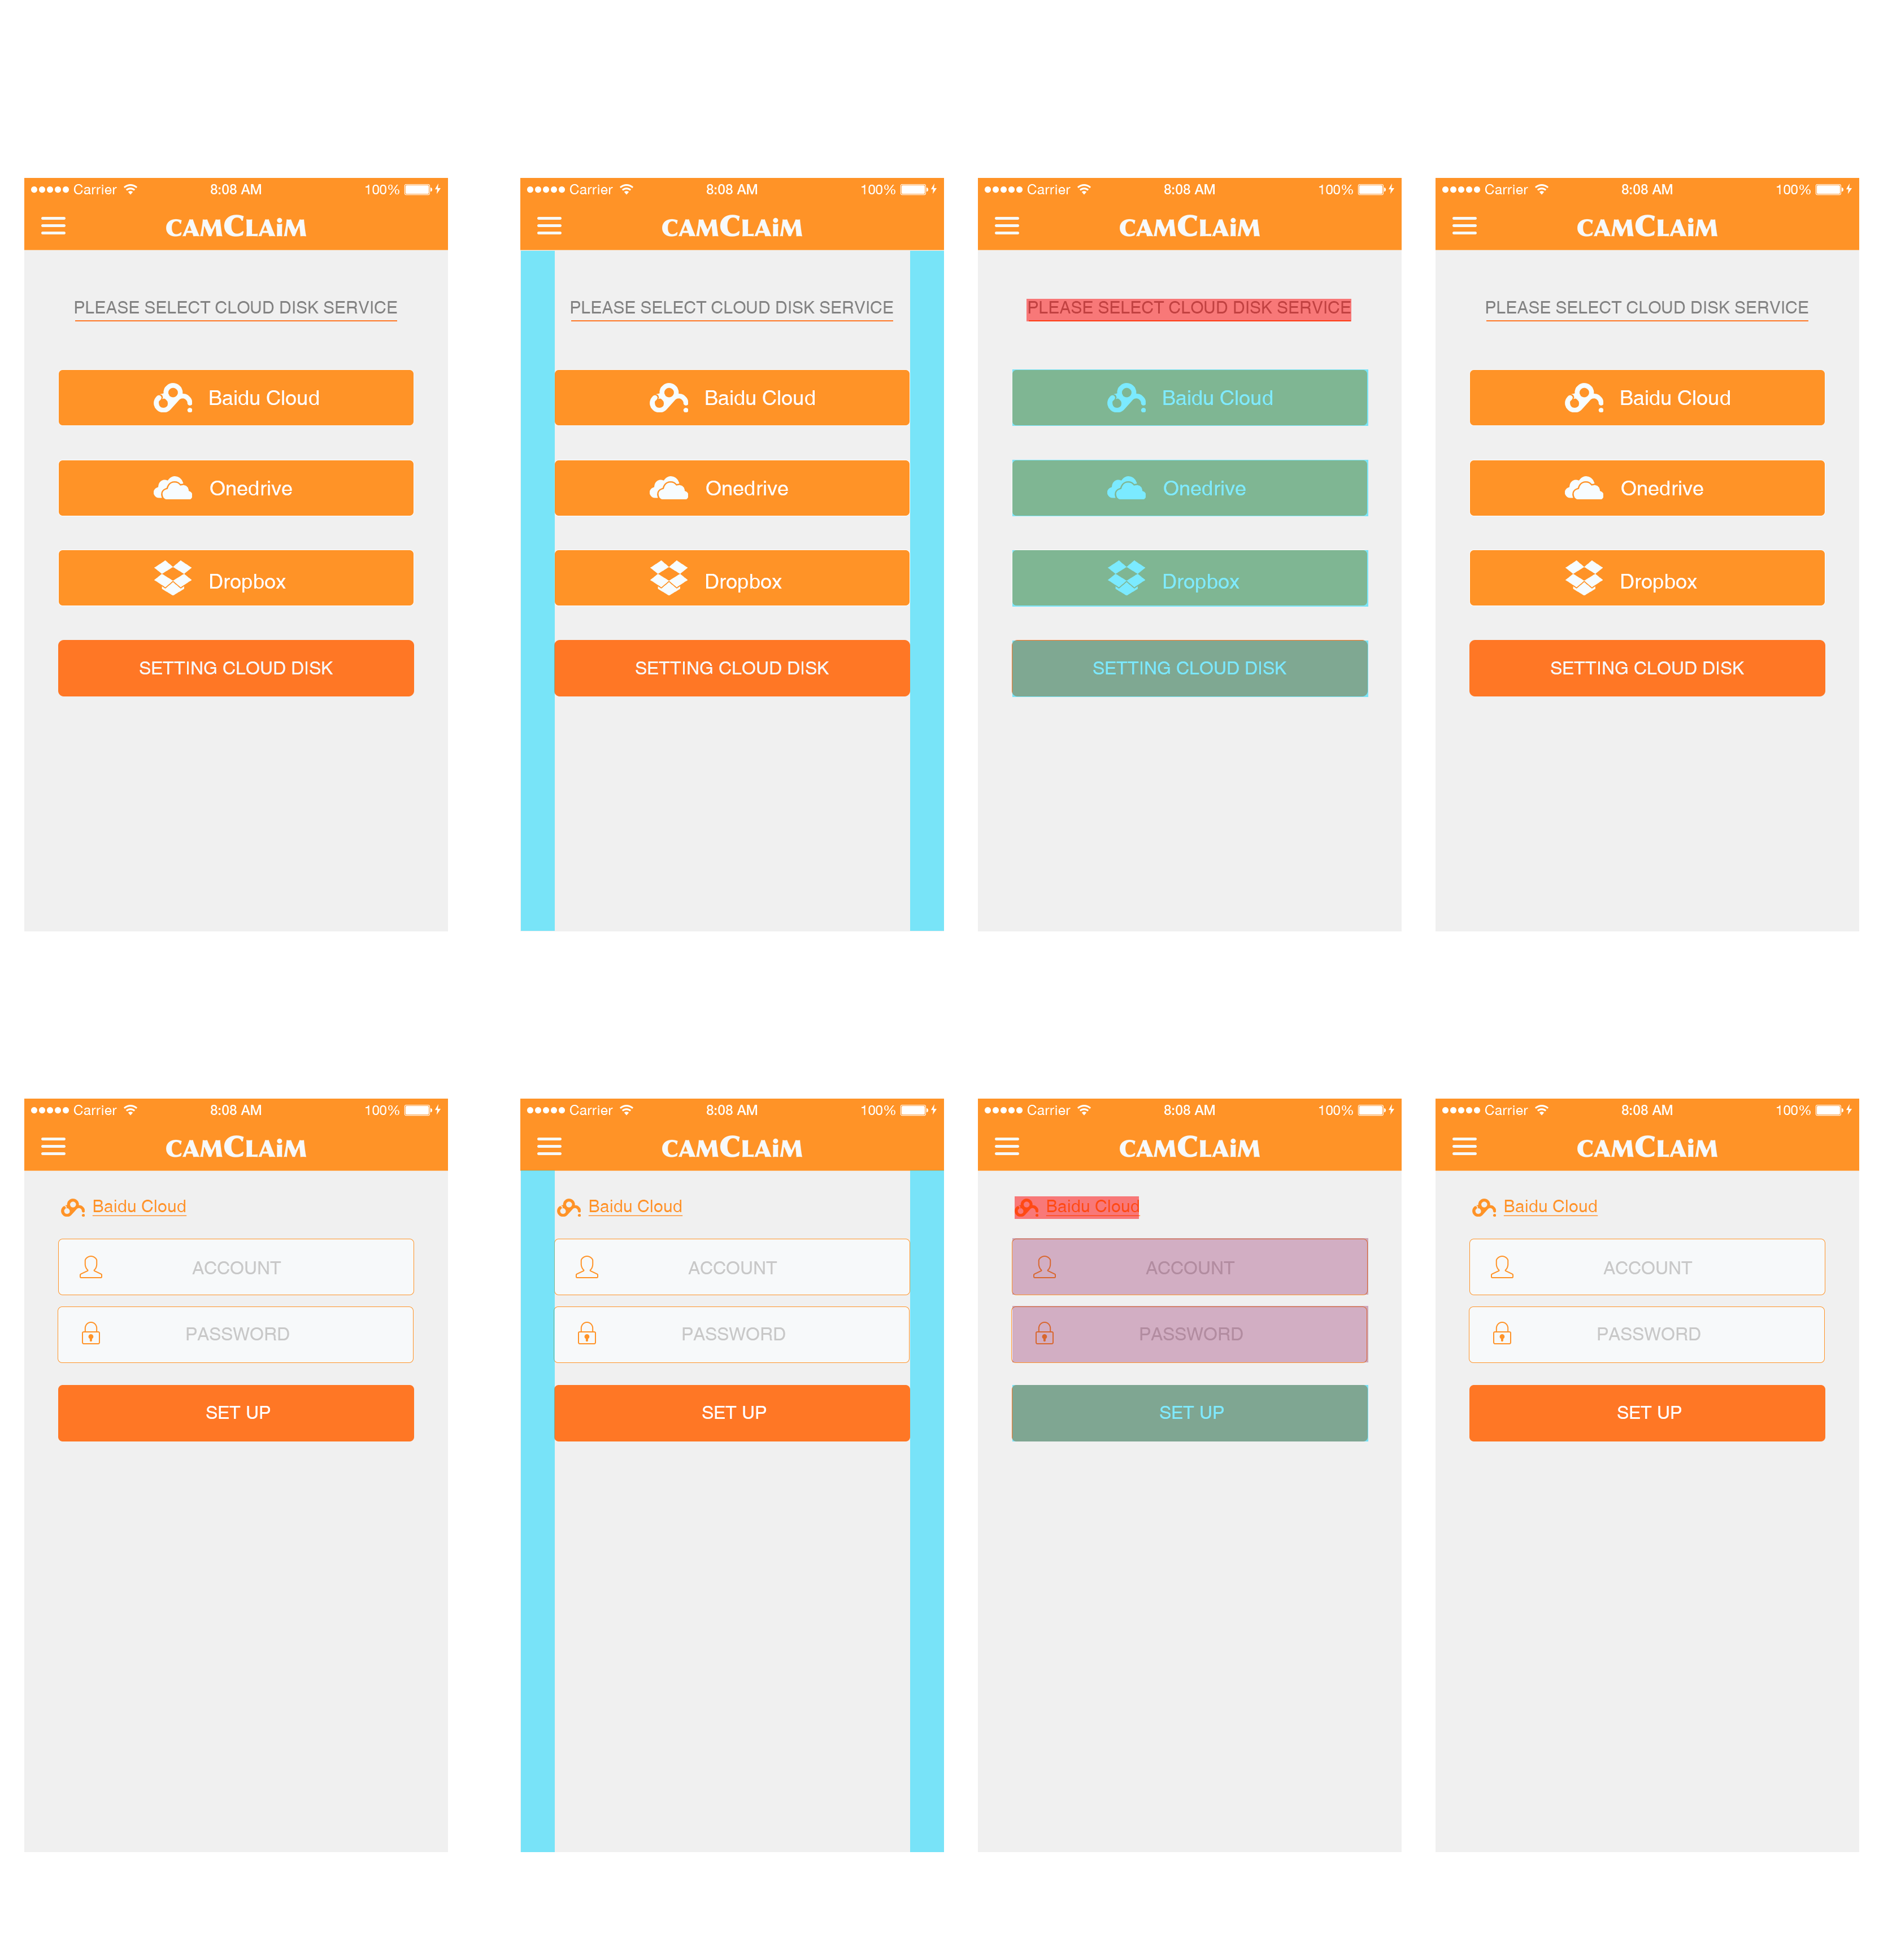 Carrier 8:08 AM 100%
CAMCLAiM
PLEASE SELECT CLOUD DISK SERVICE
Baidu Cloud
Onedrive
Dropbox
SETTING CLOUD DISK
Carrier 8:08 AM 100%
CAMCLAiM
PLEASE SELECT CLOUD DISK SERVICE
Baidu Cloud
Onedrive
Dropbox
SETTING CLOUD DISK
Carrier 8:08 AM 100%
CAMCLAiM
PLEASE SELECT CLOUD DISK SERVICE
Baidu Cloud
Onedrive
Dropbox
SETTING CLOUD DISK
Carrier 8:08 AM 100%
CAMCLAiM
PLEASE SELECT CLOUD DISK SERVICE
Baidu Cloud
Onedrive
Dropbox
SETTING CLOUD DISK
Carrier 8:08 AM 100%
CAMCLAiM
Baidu Cloud
ACCOUNT
PASSWORD
SET UP
Carrier 8:08 AM 100%
CAMCLAiM
Baidu Cloud
ACCOUNT
PASSWORD
SET UP
Carrier 8:08 AM 100%
CAMCLAiM
Baidu Cloud
ACCOUNT
PASSWORD
SET UP
Carrier 8:08 AM 100%
CAMCLAiM
Baidu Cloud
ACCOUNT
PASSWORD
SET UP